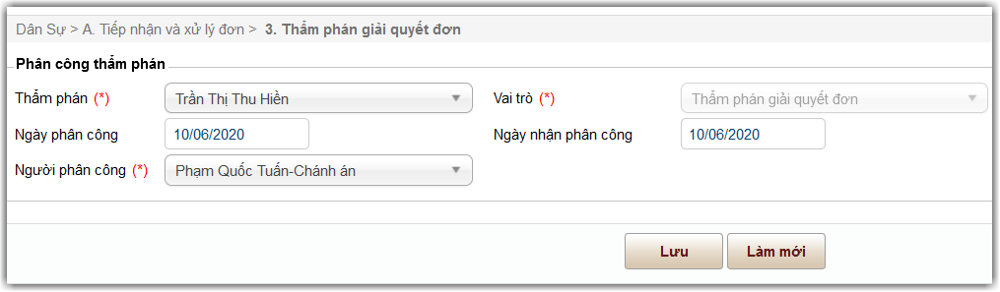 Dân Sự > A. Tiếp nhận và xử lý đơn > 3. Thẩm phán giải quyết đơn
Phân công thẩm phán
Thẩm phán (*) Trần Thị Thu Hiền Vai trò (*) Thẩm phán giải quyết đơn
Ngày phân công 10/06/2020 Ngày nhận phân công 10/06/2020
Người phân công (*) Phạm Quốc Tuấn-Chánh án
Lưu Làm mới